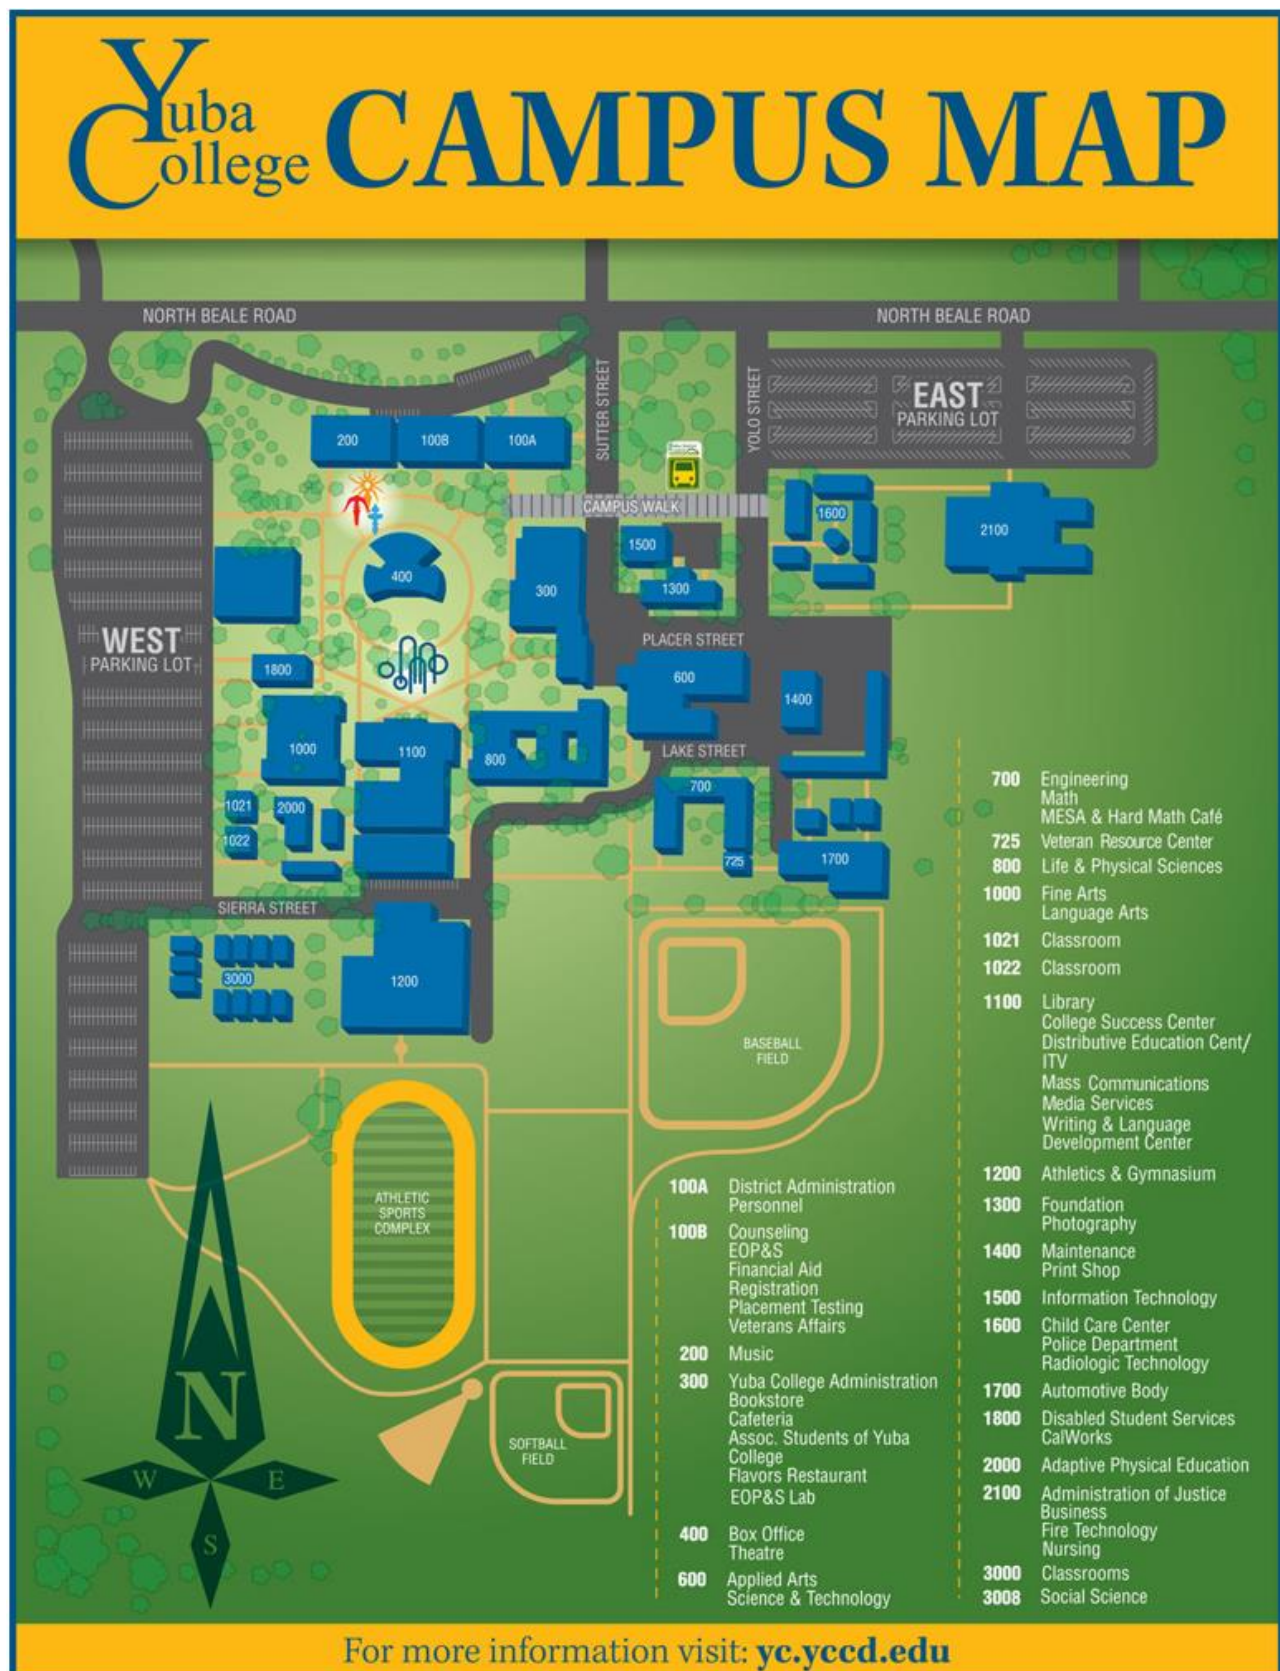 Yuba
College
CAMPUS MAP
NORTH BEALE ROAD
NORTH BEALE ROAD
SUTTER STREET
YOLO STREET
EAST
PARKING LOT
200
100B
100A
CAMPUS WALK
1600
2100
1500
400
300
1300
WEST
PARKING LOT
PLACER STREET
1800
600
1400
1000
1100
800
LAKE STREET
700
1021
2000
1022
725
1700
SIERRA STREET
3000
1200
BASEBALL
FIELD
ATHLETIC
SPORTS
COMPLEX
SOFTBALL
FIELD
N
W
E
S
100A District Administration
Personnel
100B Counseling
EOP&S
Financial Aid
Registration
Placement Testing
Veterans Affairs
200 Music
300 Yuba College Administration
Bookstore
Cafeteria
Assoc. Students of Yuba
College
Flavors Restaurant
EOP&S Lab
400 Box Office
Theatre
600 Applied Arts
Science & Technology
700 Engineering
Math
MESA & Hard Math Café
725 Veteran Resource Center
800 Life & Physical Sciences
1000 Fine Arts
Language Arts
1021 Classroom
1022 Classroom
1100 Library
College Success Center
Distributive Education Cent/
ITV
Mass Communications
Media Services
Writing & Language
Development Center
1200 Athletics & Gymnasium
1300 Foundation
Photography
1400 Maintenance
Print Shop
1500 Information Technology
1600 Child Care Center
Police Department
Radiologic Technology
1700 Automotive Body
1800 Disabled Student Services
CalWorks
2000 Adaptive Physical Education
2100 Administration of Justice
Business
Fire Technology
Nursing
3000 Classrooms
3008 Social Science
For more information visit: yc.yccd.edu